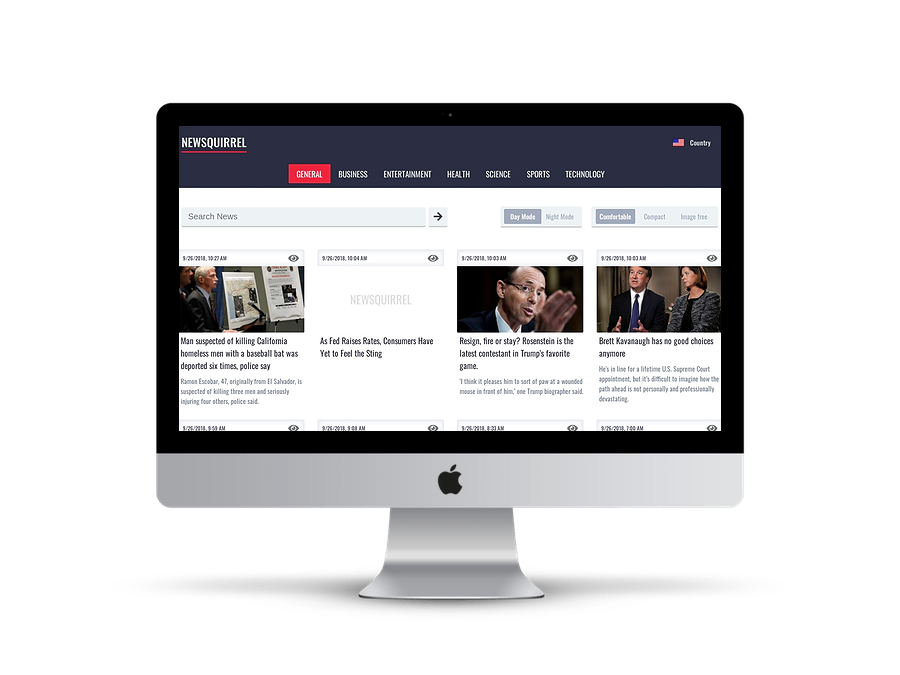 NEWSQUIRREL
Country
GENERAL BUSINESS ENTERTAINMENT HEALTH SCIENCE SPORTS TECHNOLOGY
Search News
Day Mode Night Mode
Comfortable Compact Image free
9/26/2018, 10:27 AM
Man suspected of killing California
homeless men with a baseball bat was
deported six times, police say
Ramon Escobar, 47, originally from El Salvador, is
suspected of killing three men and seriously
injuring four others, police said.
9/26/2018, 10:04 AM
NEWSQUIRREL
As Fed Raises Rates, Consumers Have
Yet to Feel the Sting
9/26/2018, 10:03 AM
Resign, fire or stay? Rosenstein is the
latest contestant in Trump's favorite
game.
'I think it pleases him to sort of paw at a wounded
mouse in front of him,' one Trump biographer said.
9/26/2018, 10:03 AM
Brett Kavanaugh has no good choices
anymore
He's in line for a lifetime U.S. Supreme Court
appointment, but it's difficult to imagine how the
path ahead is not personally and professionally
devastating.
9/26/2018, 9:59 AM
9/26/2018, 9:08 AM
9/26/2018, 8:33 AM
9/26/2018, 7:00 AM